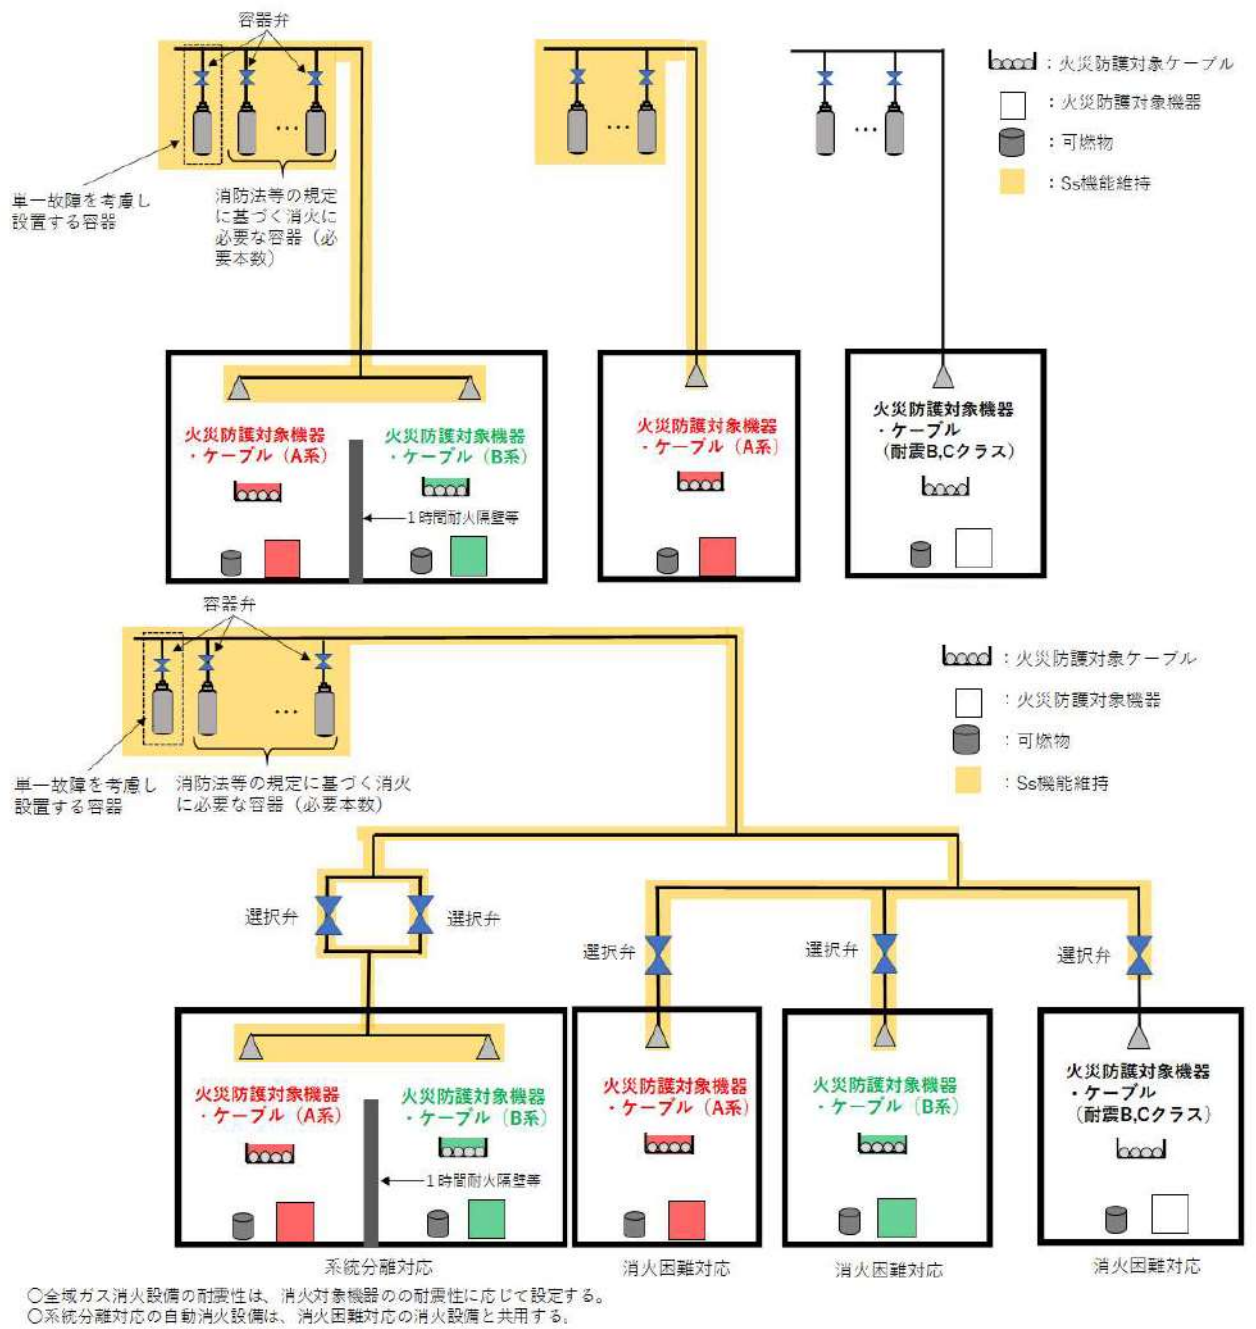 容器弁
：火災防護対象ケーブル
：火災防護対象機器
：可燃物
：Ss機能維持
単一故障を考慮し
設置する容器
消防法等の規定
に基づく消火に
必要な容器（必
要本数）
…
…
…
火災防護対象機器
・ケーブル（A系）
火災防護対象機器
・ケーブル（B系）
1時間耐火隔壁等
火災防護対象機器
・ケーブル（A系）
火災防護対象機器
・ケーブル
（耐震B,Cクラス）
容器弁
：火災防護対象ケーブル
：火災防護対象機器
：可燃物
：Ss機能維持
…
単一故障を考慮し
設置する容器
消防法等の規定に基づく消火
に必要な容器（必要本数）
選択弁
選択弁
選択弁
選択弁
選択弁
火災防護対象機器
・ケーブル（A系）
火災防護対象機器
・ケーブル（B系）
1時間耐火隔壁等
火災防護対象機器
・ケーブル（A系）
火災防護対象機器
・ケーブル（B系）
火災防護対象機器
・ケーブル
（耐震B,Cクラス）
系統分離対応
消火困難対応
消火困難対応
消火困難対応
○全域ガス消火設備の耐震性は、消火対象機器のの耐震性に応じて設定する。
○系統分離対応の自動消火設備は、消火困難対応の消火設備と共用する。